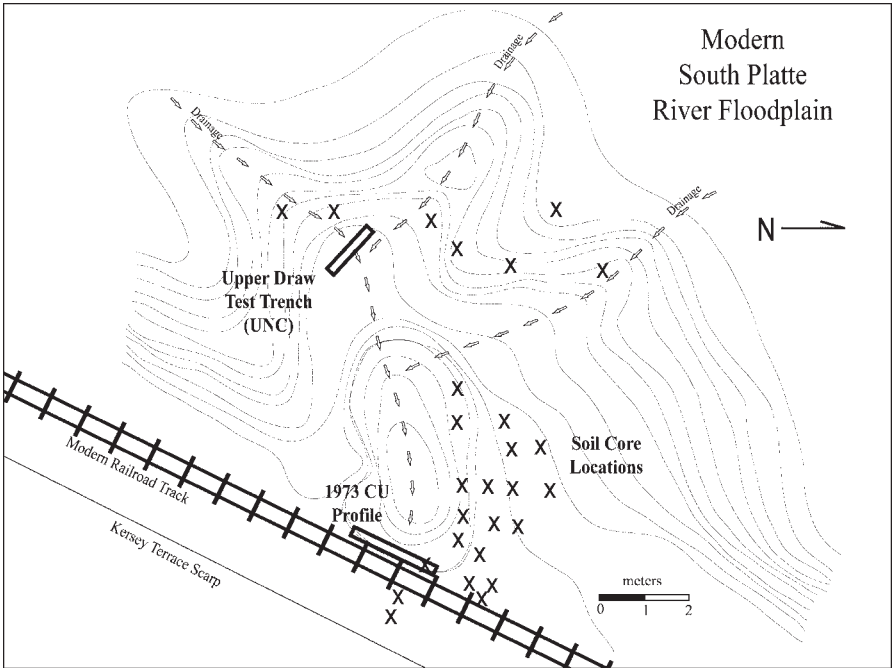 Modern
South Platte
River Floodplain
Drainage
Drainage
Drainage
N
X X X X
X
X X
Upper Draw
Test Trench
(UNC)
X
X X
X X
Soil Core
Locations
Modern Railroad Track
1973 CU
Profile
X X X X
X X X
X
X
X
X X
X
X
X
Kersey Terrace Scarp
meters
0 1 2